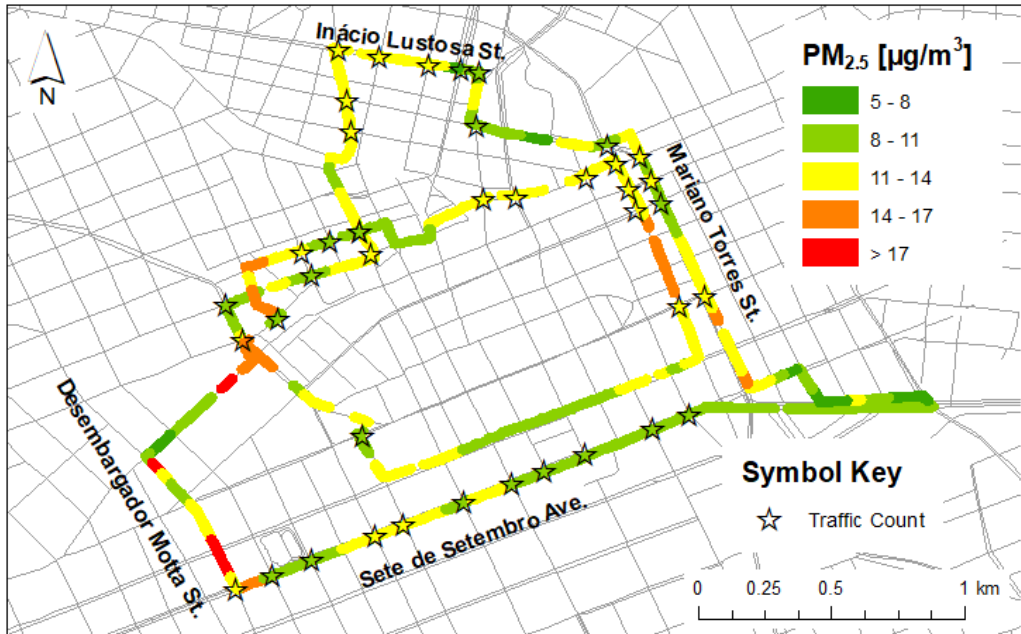 Inácio Lustosa St.
N
PM2.5 [µg/m³]
5 - 8
8 - 11
11 - 14
14 - 17
> 17
Mariano Torres St.
Desembargador Motta St.
Sete de Setembro Ave.
Symbol Key
Traffic Count
0 0.25 0.5 1 km